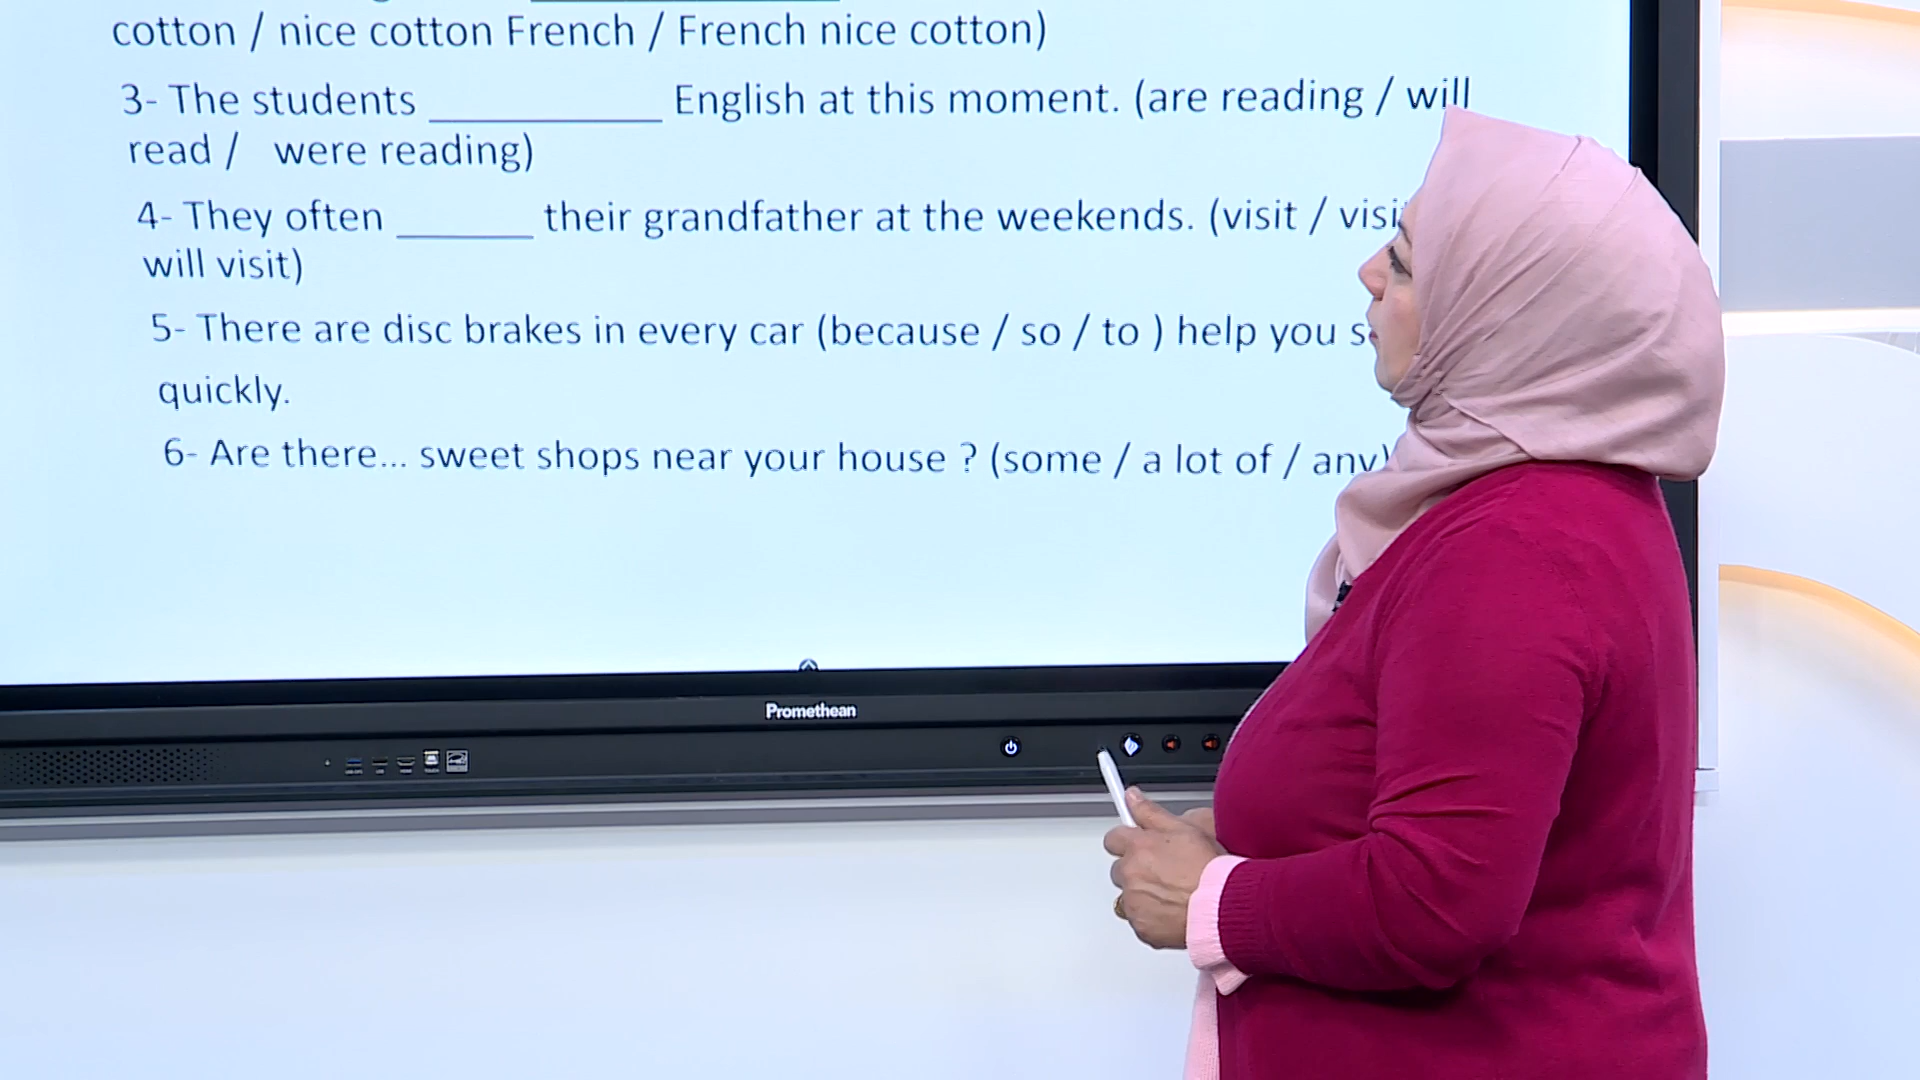 cotton / nice cotton French / French nice cotton)
3- The students ___________ English at this moment. (are reading / will
read / were reading)
4- They often ______ their grandfather at the weekends. (visit /
will visit)
5- There are disc brakes in every car (because / so / to ) help you
quickly.
6- Are there... sweet shops near your house ? (some / a lot of / any)
Promethean